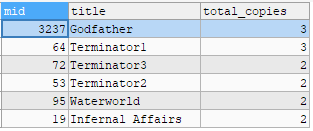 mid title total_copies
3237 Godfather 3
64 Terminator1 3
72 Terminator3 2
53 Terminator2 2
95 Waterworld 2
19 Infernal Affairs 2